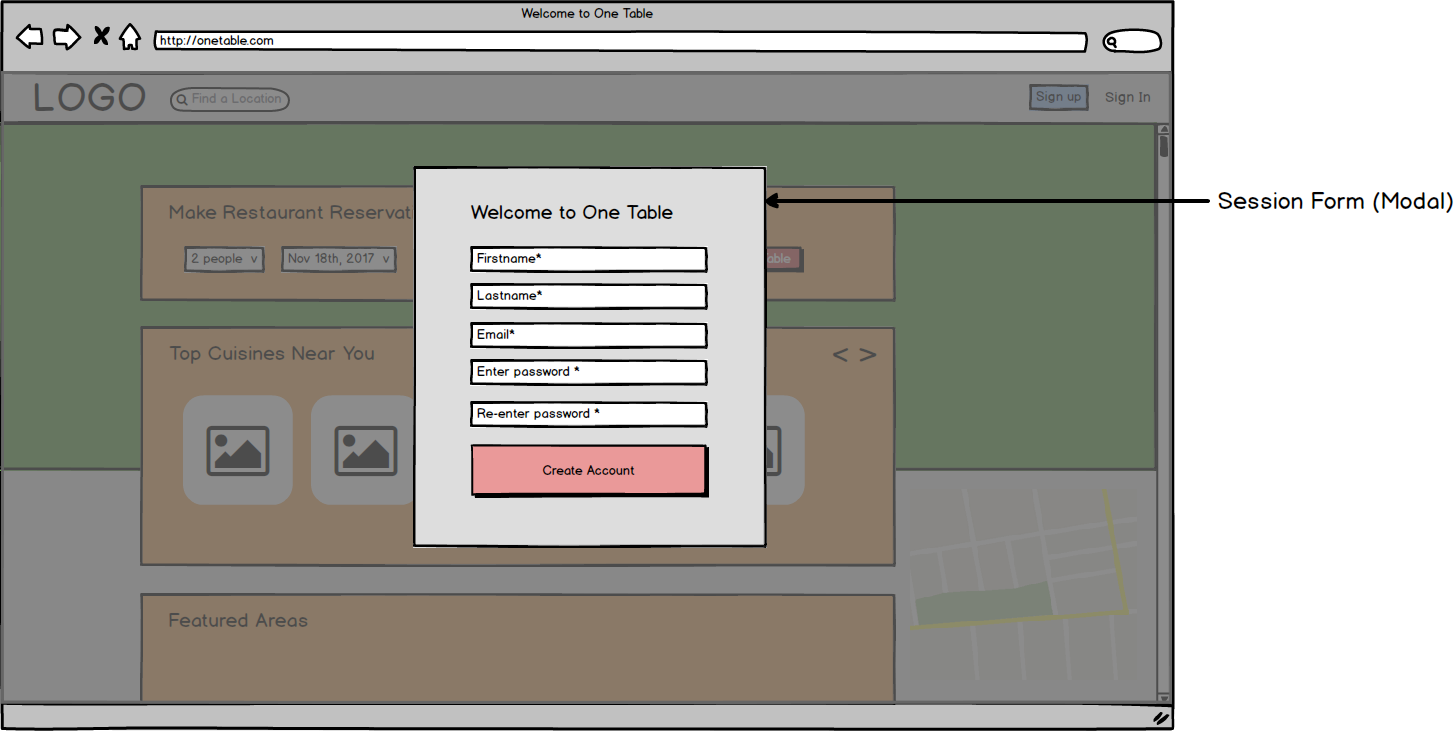 Welcome to One Table
http://onetable.com
LOGO
Find a Location
Sign up
Sign In
Make Restaurant Reservat
2 people v
Nov 18th, 2017 v
able
Top Cuisines Near You
< >
Featured Areas
Welcome to One Table
Firstname*
Lastname*
Email*
Enter password *
Re-enter password *
Create Account
Session Form (Modal)